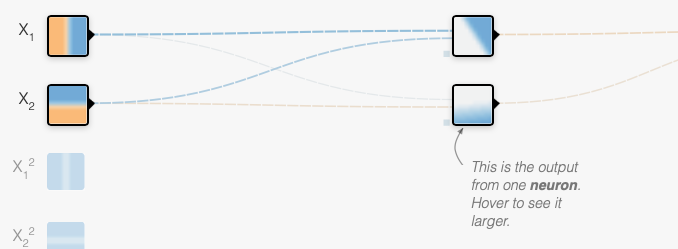 X₁
X₂
X₁²
X₂²
This is the output
from one neuron.
Hover to see it
larger.